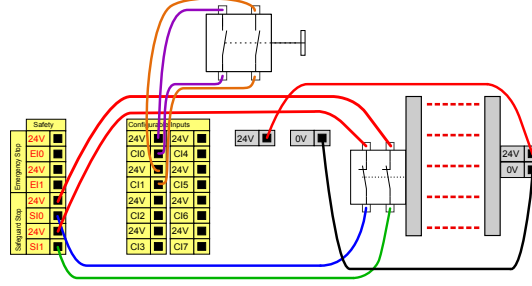 Safety
Emergency Stop
24V
EI0
24V
EI1
Safeguard Stop
24V
SI0
24V
SI1
Configurable Inputs
24V 24V
CI0 CI4
24V 24V
CI1 CI5
24V 24V
CI2 CI6
24V 24V
CI3 CI7
24V
0V
24V
0V